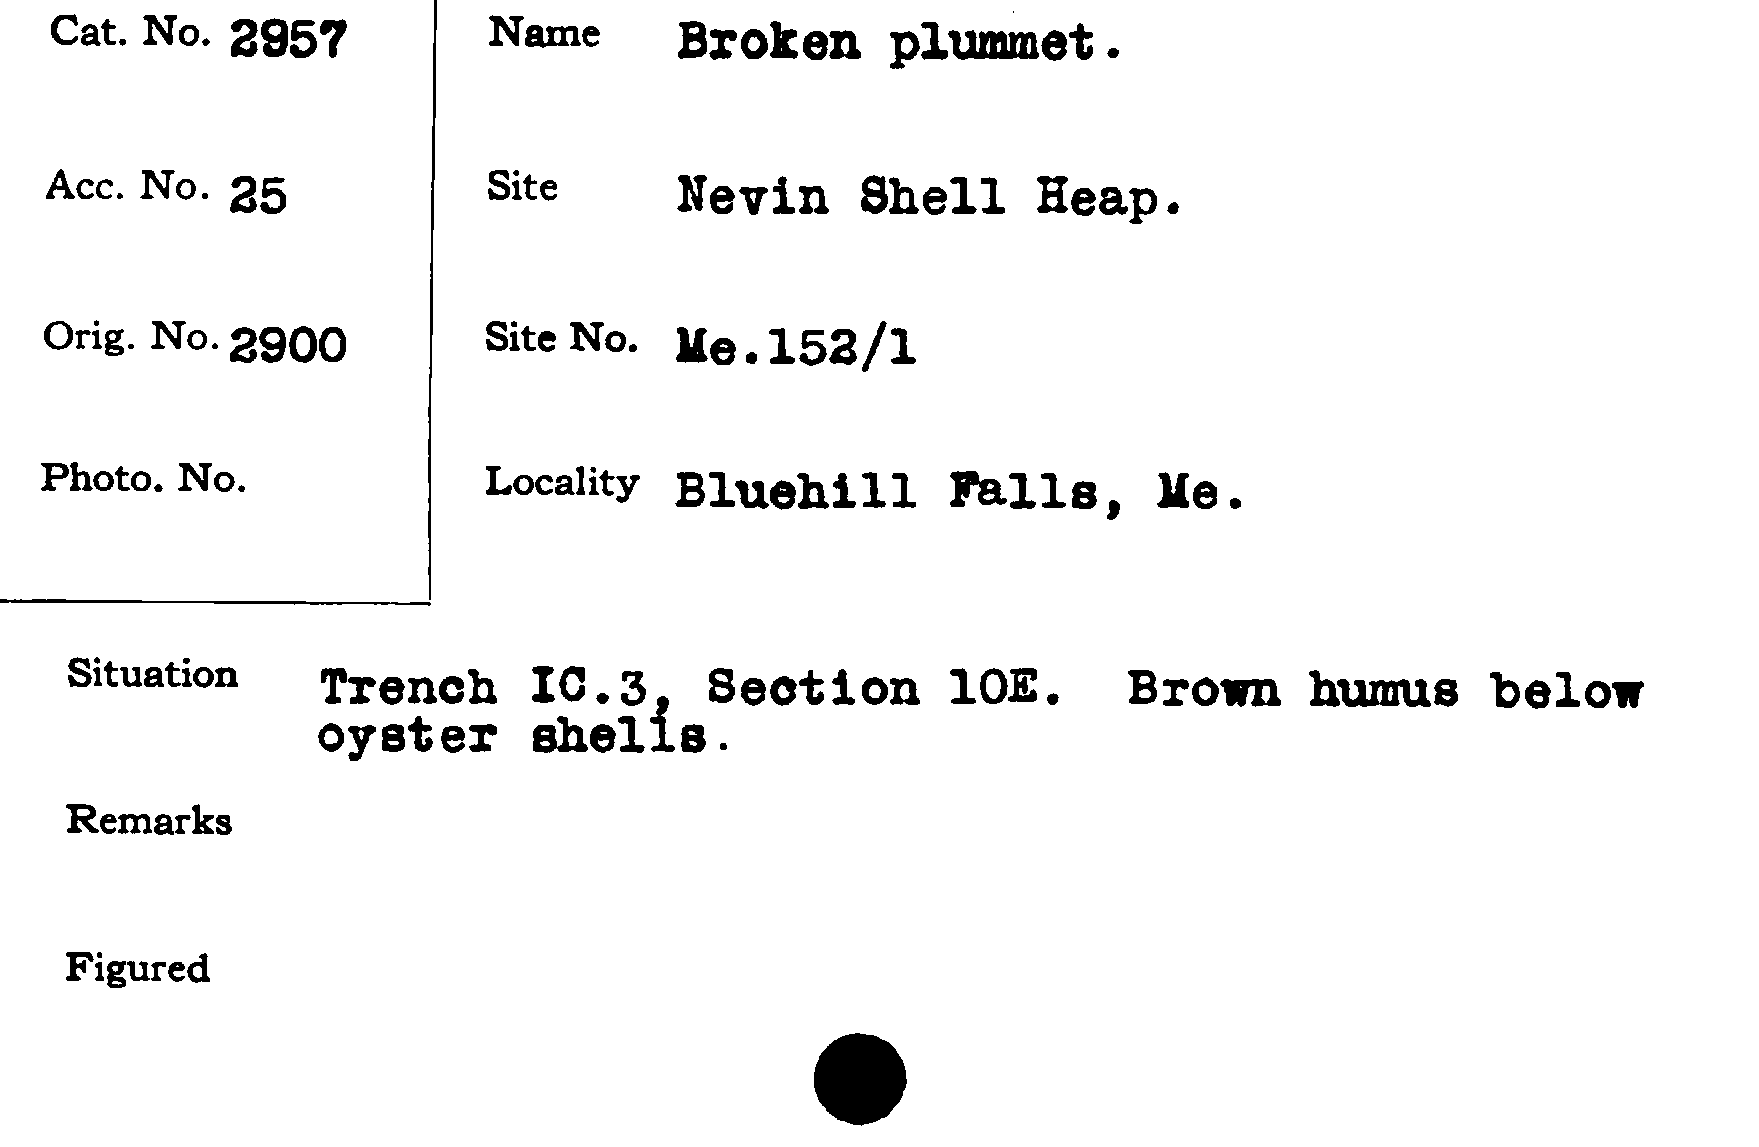 Cat. No. 2957
Name Broken plummet.
Acc. No. 25
Site Nevin Shell Heap.
Orig. No. 2900
Site No. Me.152/1
Photo. No.
Locality Bluehill Falls, Me.
Situation Trench IC.3, Section 10E. Brown humus below
oyster shells.
Remarks
Figured